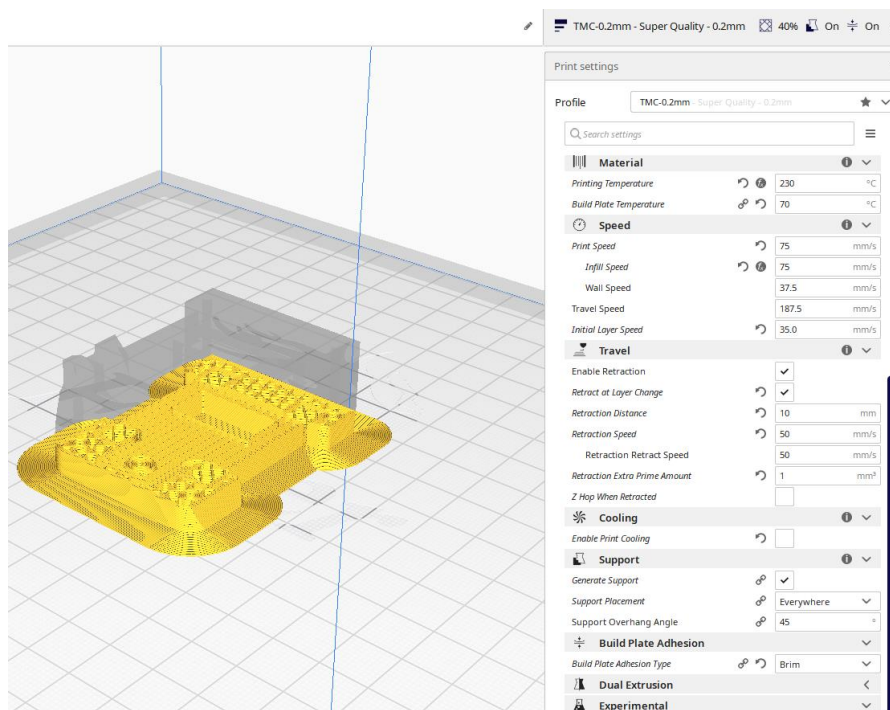 TMC-0.2mm - Super Quality - 0.2mm 40% On On
Print settings
Profile TMC-0.2mm - Super Quality - 0.2mm
Search settings
Material
Printing Temperature 230 °C
Build Plate Temperature 70 °C
Speed
Print Speed 75 mm/s
Infill Speed 75 mm/s
Wall Speed 37.5 mm/s
Travel Speed 187.5 mm/s
Initial Layer Speed 35.0 mm/s
Travel
Enable Retraction
Retract at Layer Change
Retraction Distance 10 mm
Retraction Speed 50 mm/s
Retraction Retract Speed 50 mm/s
Retraction Extra Prime Amount 1 mm³
Z Hop When Retracted
Cooling
Enable Print Cooling
Support
Generate Support
Support Placement Everywhere
Support Overhang Angle 45 °
Build Plate Adhesion
Build Plate Adhesion Type Brim
Dual Extrusion
Experimental